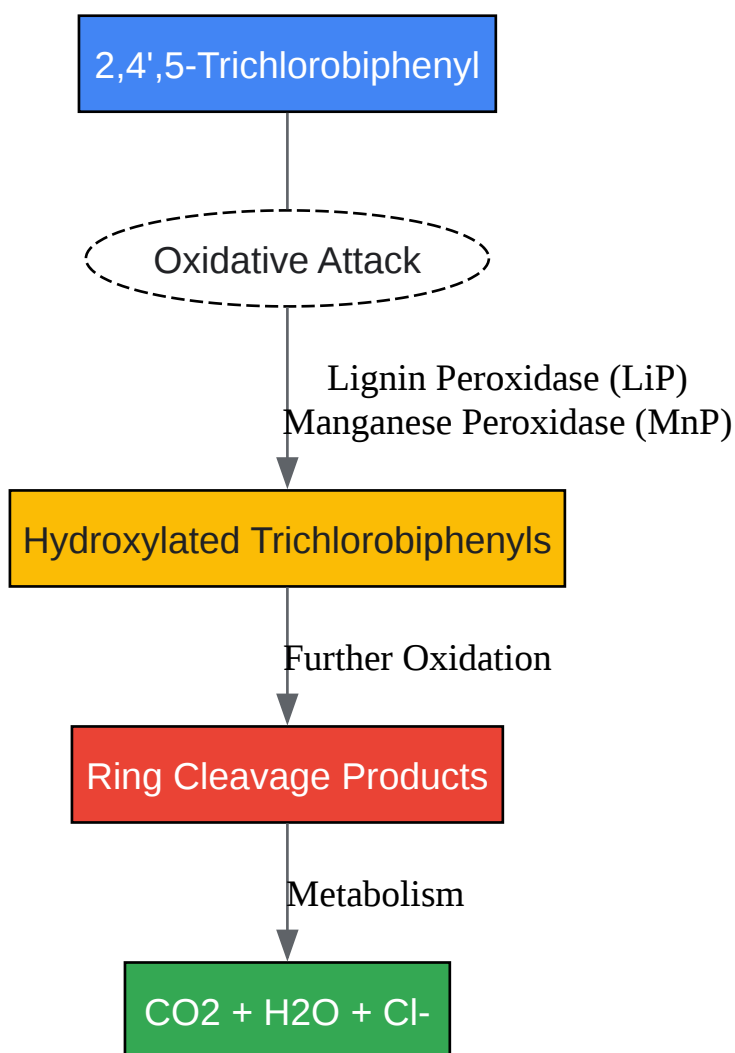 2,4',5-Trichlorobiphenyl
Oxidative Attack
Lignin Peroxidase (LiP)
Manganese Peroxidase (MnP)
Hydroxylated Trichlorobiphenyls
Further Oxidation
Ring Cleavage Products
Metabolism
CO2 + H2O + Cl-